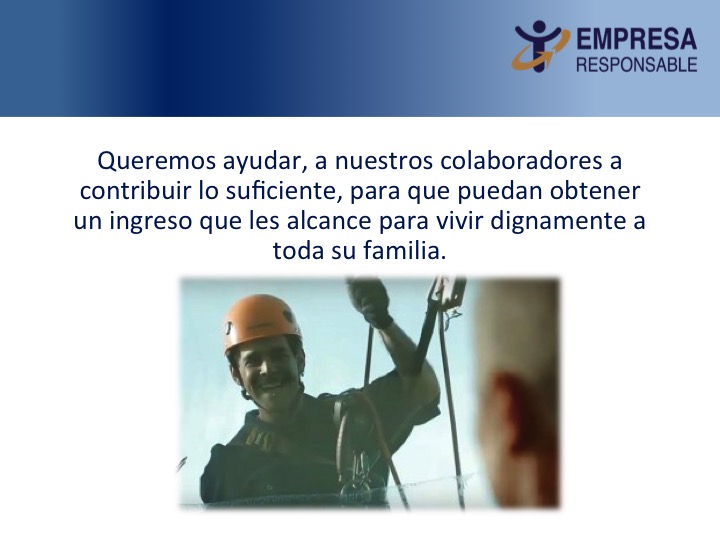 EMPRESA
RESPONSABLE
Queremos ayudar, a nuestros colaboradores a
contribuir lo suficiente, para que puedan obtener
un ingreso que les alcance para vivir dignamente a
toda su familia.